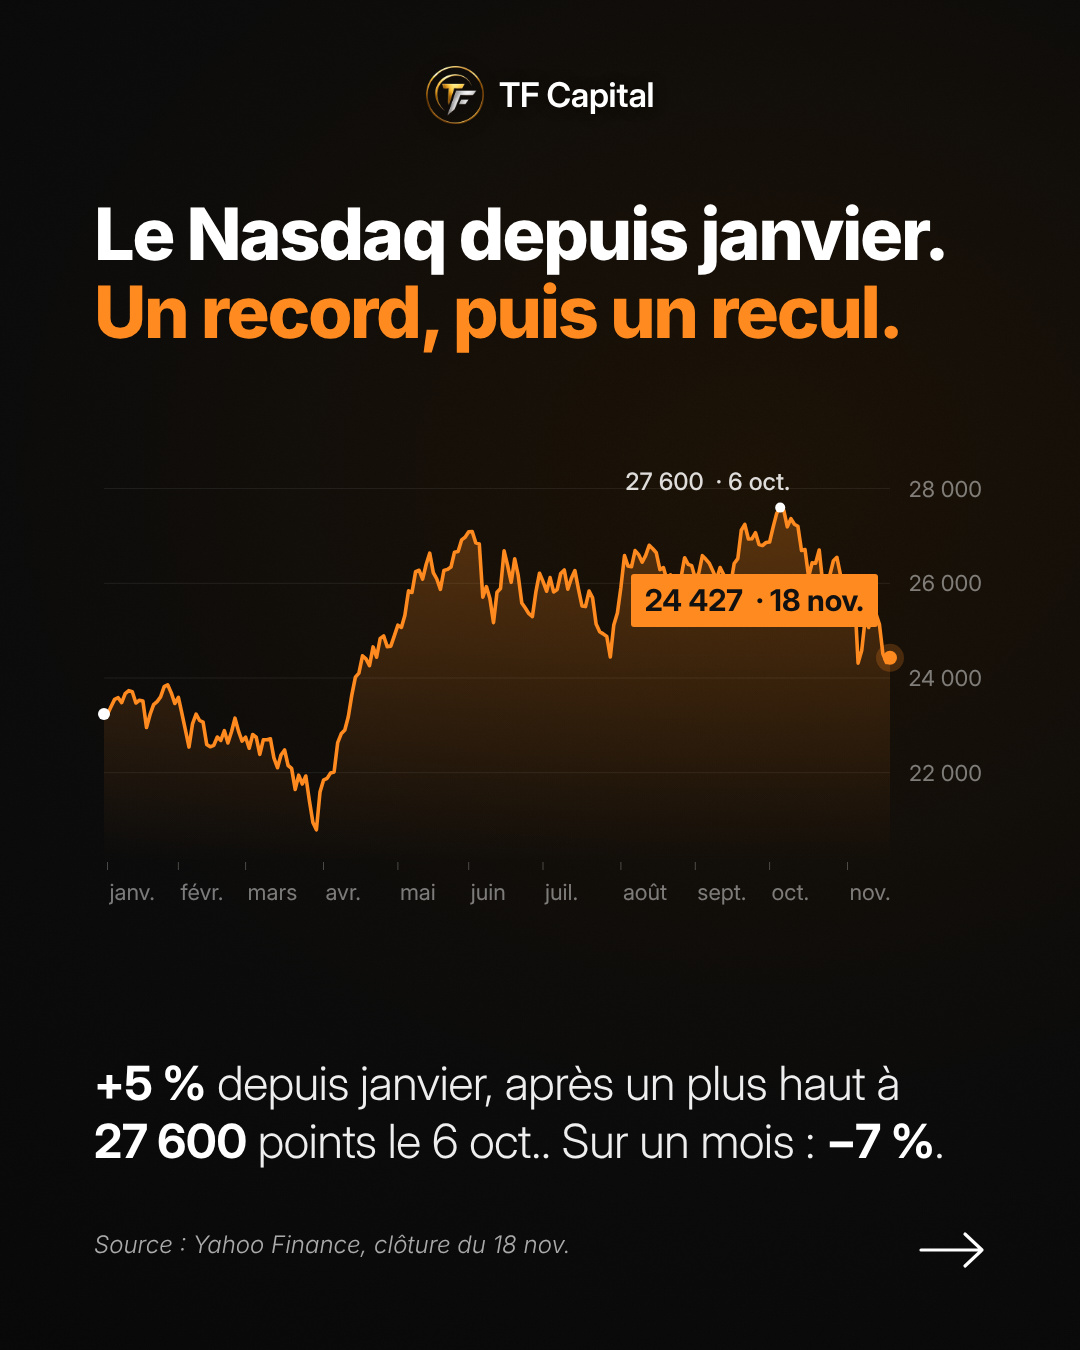 TF Capital
Le Nasdaq depuis janvier.
Un record, puis un recul.
27 600 · 6 oct.
28 000
26 000
24 427 · 18 nov.
24 000
22 000
janv. févr. mars avr. mai juin juil. août sept. oct. nov.
+5 % depuis janvier, après un plus haut à
27 600 points le 6 oct.. Sur un mois : −7 %.
Source : Yahoo Finance, clôture du 18 nov.